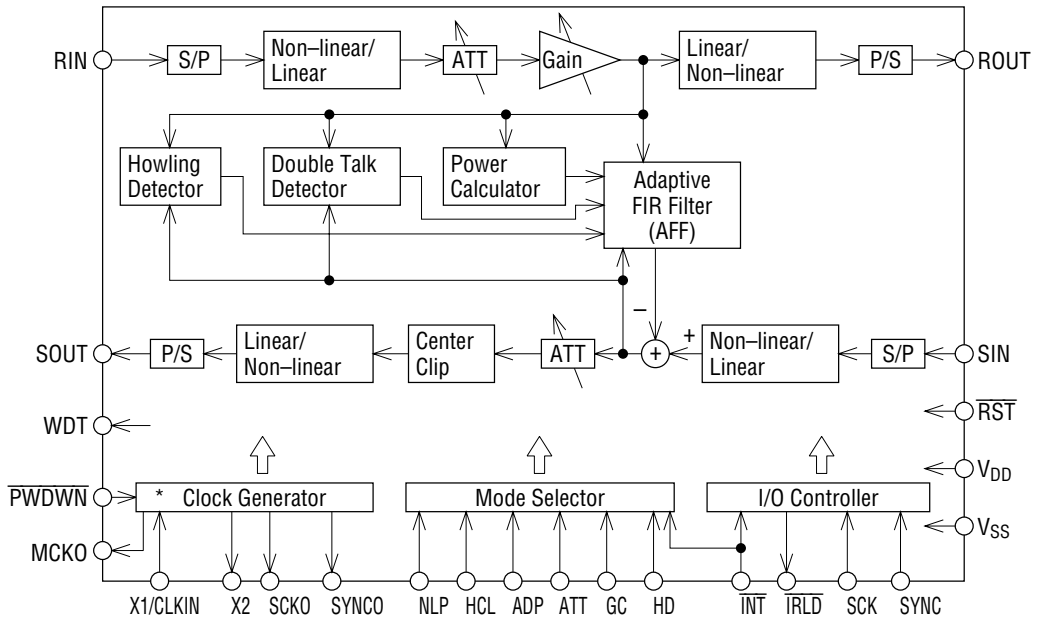 RIN
S/P
Non–linear/
Linear
ATT
Gain
Linear/
Non–linear
P/S
ROUT
Howling
Detector
Double Talk
Detector
Power
Calculator
Adaptive
FIR Filter
(AFF)
–
+
SOUT
P/S
Linear/
Non–linear
Center
Clip
ATT
+
Non–linear/
Linear
S/P
SIN
WDT
RST
VDD
VSS
PWDWN
* Clock Generator
Mode Selector
I/O Controller
MCKO
X1/CLKIN
X2
SCKO
SYNCO
NLP
HCL
ADP
ATT
GC
HD
INT
IRLD
SCK
SYNC